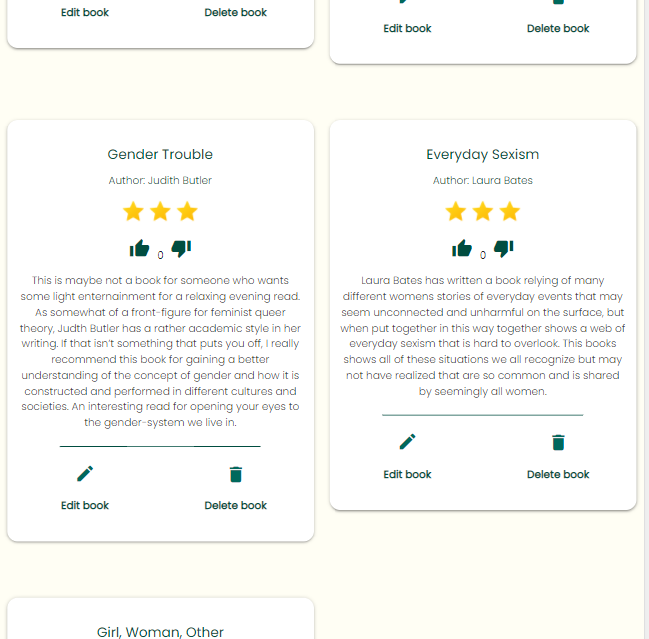 Edit book
Delete book
Edit book
Delete book
Gender Trouble
Author: Judith Butler
0
This is maybe not a book for someone who wants
some light enternainment for a relaxing evening read.
As somewhat of a front-figure for feminist queer
theory, Judth Butler has a rather academic style in her
writing. If that isn't something that puts you off, I really
recommend this book for gaining a better
understanding of the concept of gender and how it is
constructed and performed in different cultures and
societies. An interesting read for opening your eyes to
the gender-system we live in.
Edit book
Delete book
Everyday Sexism
Author: Laura Bates
0
Laura Bates has written a book relying of many
different womens stories of everyday events that may
seem unconnected and unharmful on the surface, but
when put together in this way together shows a web of
everyday sexism that is hard to overlook. This books
shows all of these situations we all recognize but may
not have realized that are so common and is shared
by seemingly all women.
Edit book
Delete book
Girl, Woman, Other